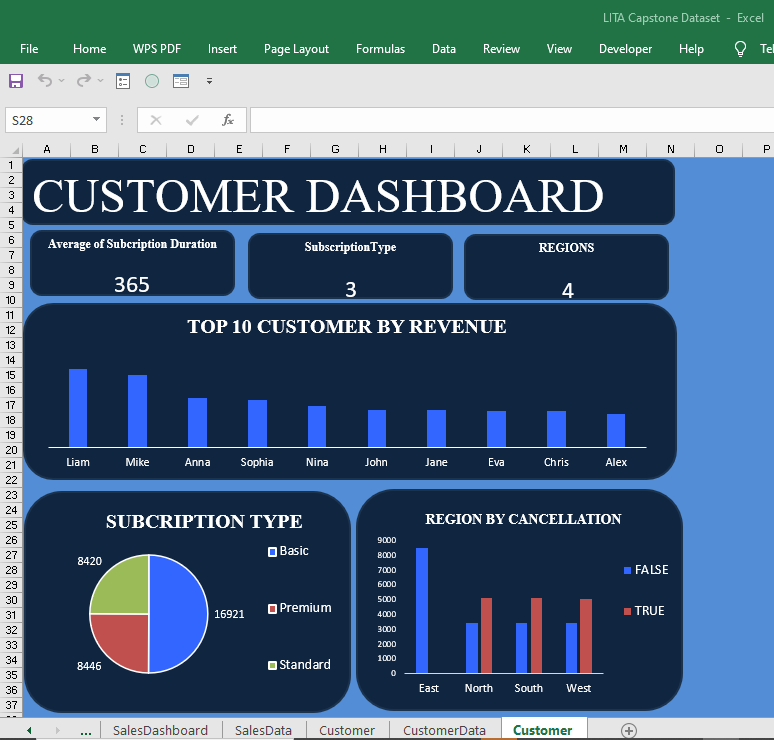 LITA Capstone Dataset - Excel
File Home WPS PDF Insert Page Layout Formulas Data Review View Developer Help Tel
S28 fx
A B C D E F G H I J K L M N O P
1
2
3
4
5
6
7
8
9
10
11
12
13
14
15
16
17
18
19
20
21
22
23
24
25
26
27
28
29
30
31
32
33
34
35
36
37
CUSTOMER DASHBOARD
Average of Subcription Duration
365
SubscriptionType
3
REGIONS
4
TOP 10 CUSTOMER BY REVENUE
Liam Mike Anna Sophia Nina John Jane Eva Chris Alex
SUBCRIPTION TYPE
8420
16921
8446
Basic
Premium
Standard
REGION BY CANCELLATION
9000
8000
7000
6000
5000
4000
3000
2000
1000
0
East North South West
FALSE
TRUE
... SalesDashboard SalesData Customer CustomerData Customer